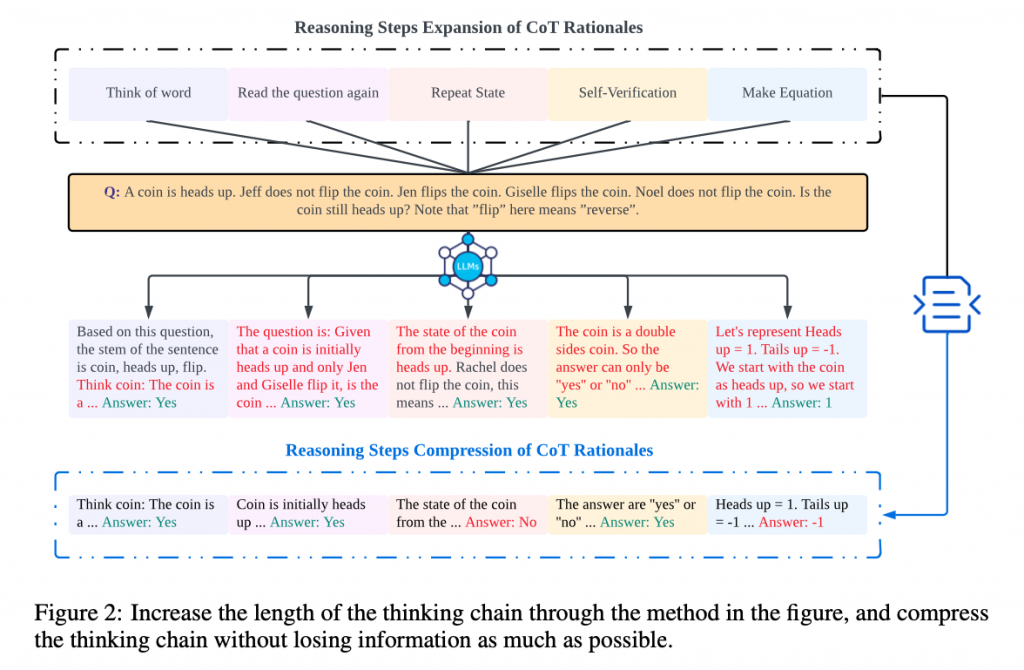 Reasoning Steps Expansion of CoT Rationales
Think of word
Read the question again
Repeat State
Self-Verification
Make Equation
Q: A coin is heads up. Jeff does not flip the coin. Jen flips the coin. Giselle flips the coin. Noel does not flip the coin. Is the
coin still heads up? Note that ”flip” here means ”reverse”.
LLMs
Based on this question,
the stem of the sentence
is coin, heads up, flip.
Think coin: The coin is
a ... Answer: Yes
The question is: Given
that a coin is initially
heads up and only Jen
and Giselle flip it, is the
coin ... Answer: Yes
The state of the coin
from the beginning is
heads up. Rachel does
not flip the coin, this
means ... Answer: Yes
The coin is a double
sides coin. So the
answer can only be
"yes" or "no" ... Answer:
Yes
Let's represent Heads
up = 1. Tails up = -1.
We start with the coin
as heads up, so we start
with 1 ... Answer: 1
Reasoning Steps Compression of CoT Rationales
Think coin: The coin is
a ... Answer: Yes
Coin is initially heads
up ... Answer: Yes
The state of the coin
from the ... Answer: No
The answer are "yes" or
"no" ... Answer: Yes
Heads up = 1. Tails up
= -1 ... Answer: -1
Figure 2: Increase the length of the thinking chain through the method in the figure, and compress
the thinking chain without losing information as much as possible.